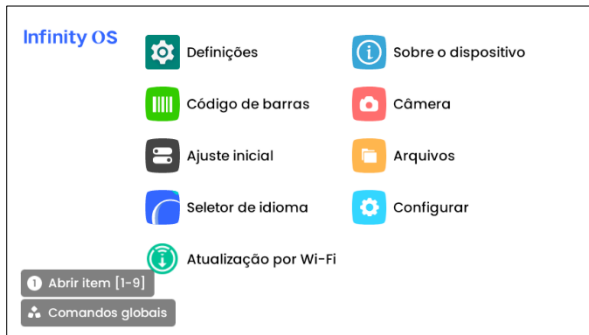 Infinity OS
Definições
Sobre o dispositivo
Código de barras
Câmera
Ajuste inicial
Arquivos
Seletor de idioma
Configurar
Atualização por Wi-Fi
1 Abrir item [1-9]
Comandos globais